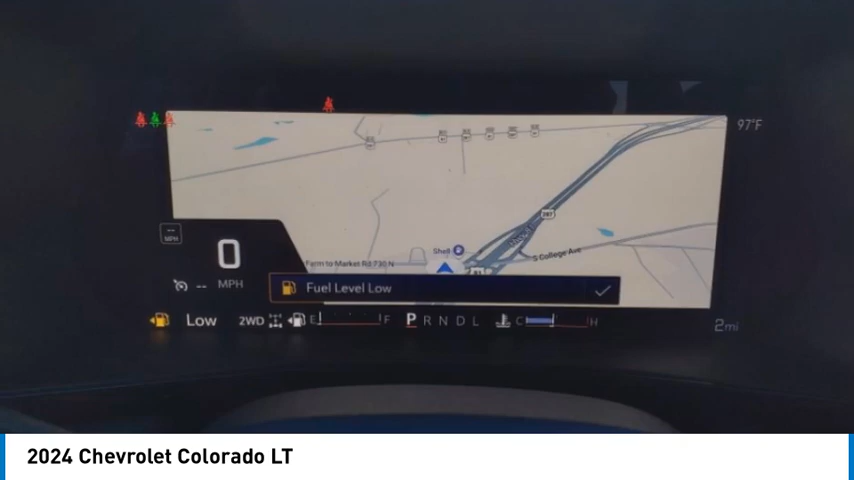 97°F
287
Shell
S College Ave
Farm to Market Rd 730 N
--
MPH
0
-- MPH
Fuel Level Low
Low 2WD E F P R N D L C H
2mi
2024 Chevrolet Colorado LT